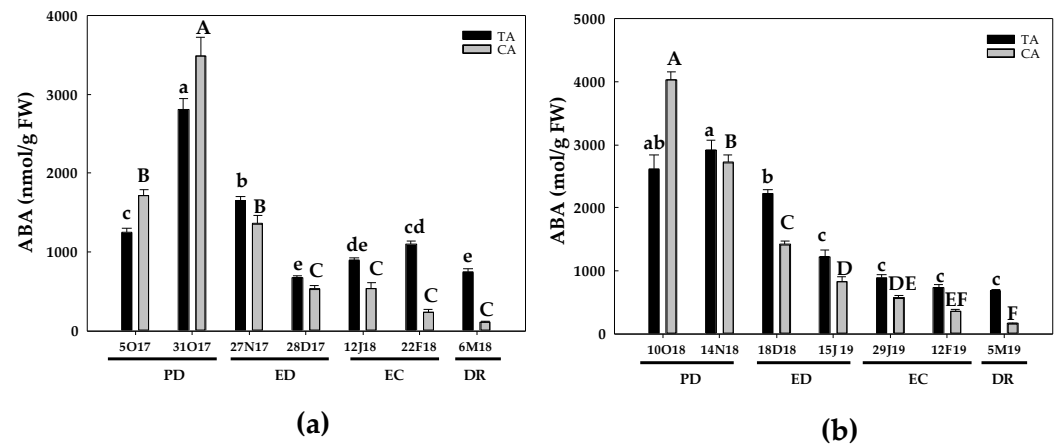 4000
3000
2000
1000
0
ABA (nmol/g FW)
TA
CA
c
B
a
A
b
B
e
C
de
C
cd
C
e
C
5O17 31O17 27N17 28D17 12J18 22F18 6M18
PD ED EC DR
(a)
5000
4000
3000
2000
1000
0
ABA (mol/g FW)
TA
CA
ab
A
a
B
b
C
c
D
c
DE
c
EF
c
F
10O18 14N18 18D18 15J 19 29J19 12F19 5M19
PD ED EC DR
(b)